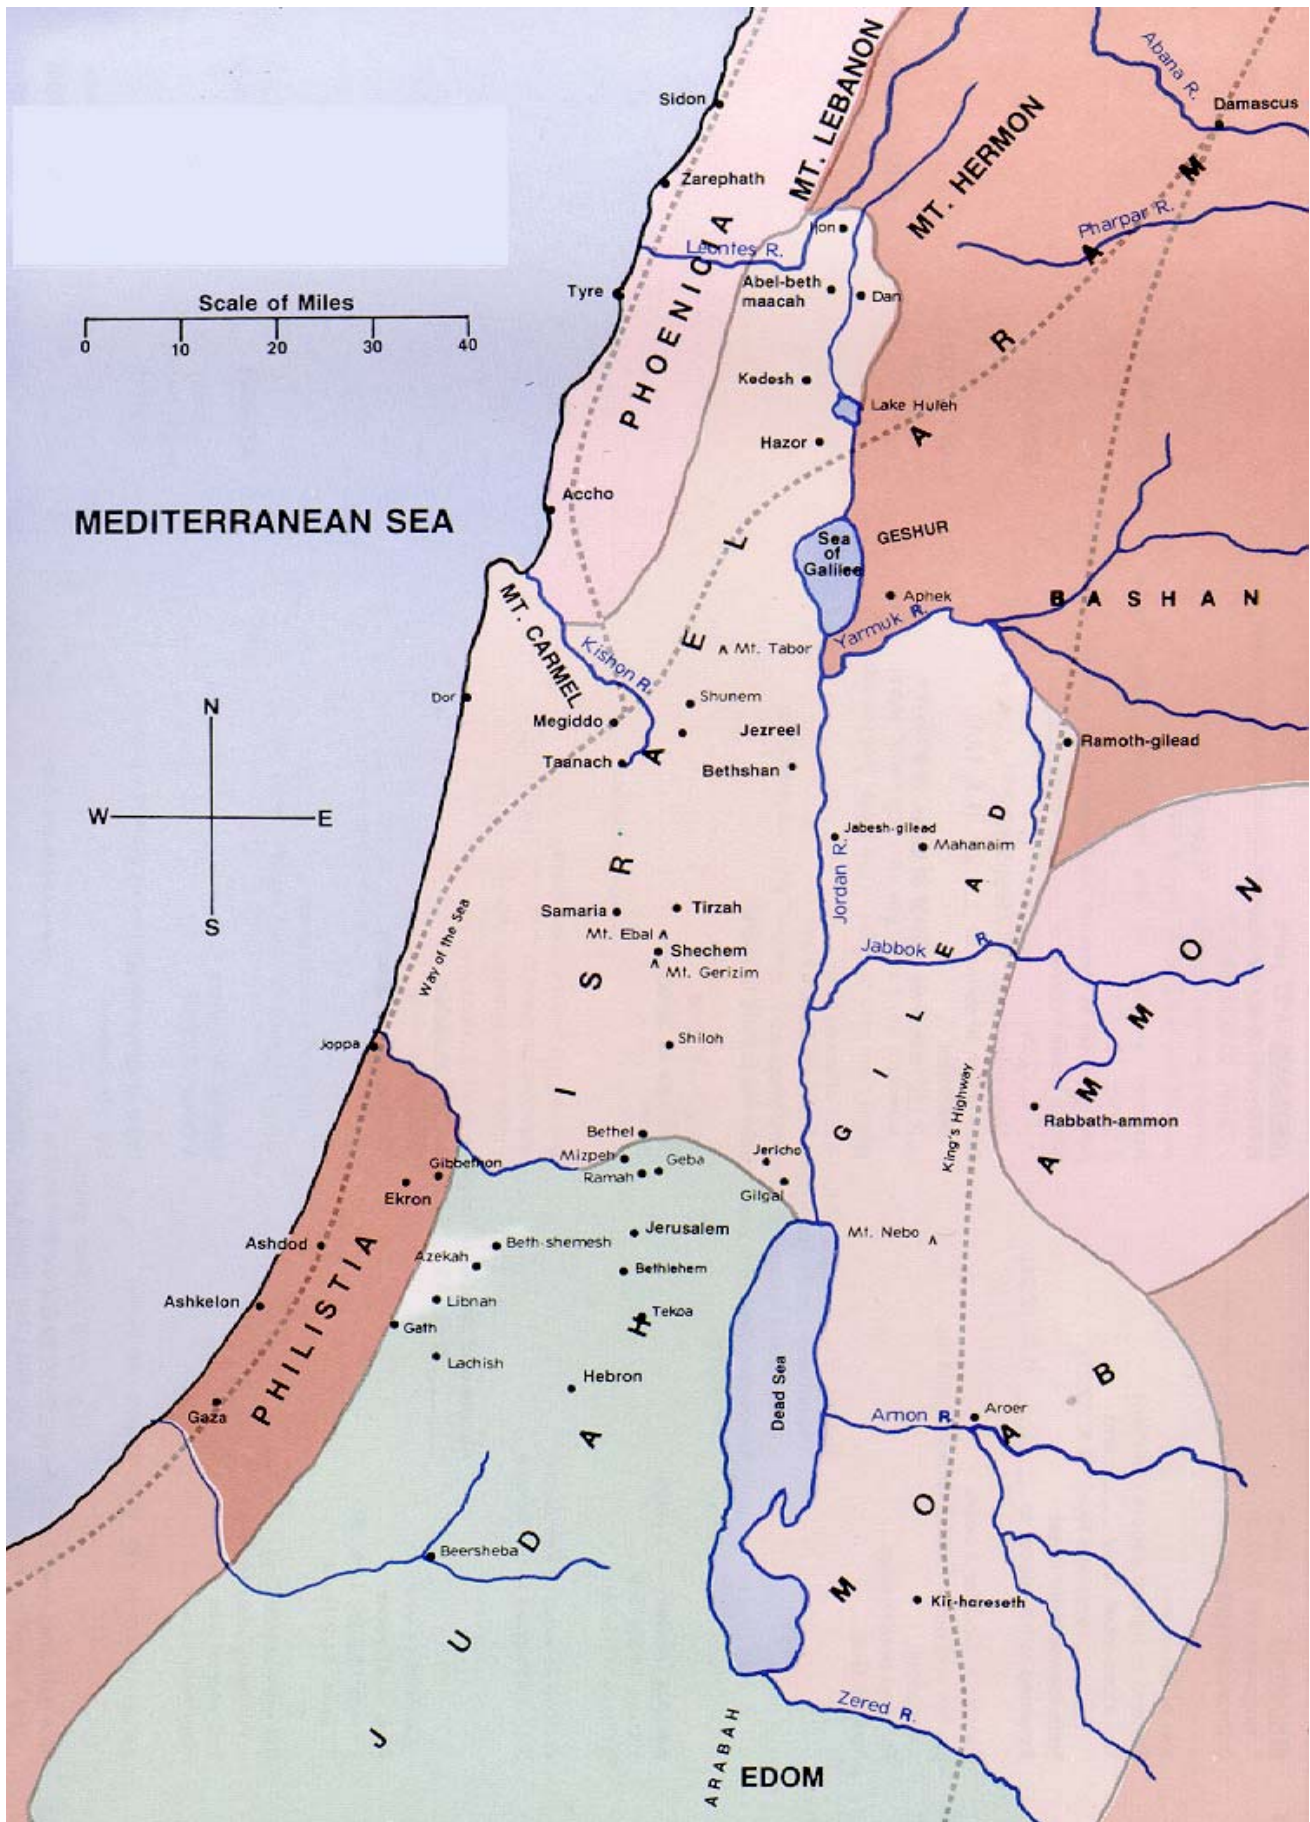 Abana R.
Sidon
Damascus
MT. LEBANON
MT. HERMON
Zarephath
Pharpar R.
Ijon
Leontes R.
PHOENICIA
Tyre
Abel-beth
maacah
Dan
Scale of Miles
0 10 20 30 40
ARAM
Kedesh
Lake Huleh
Hazor
Accho
MEDITERRANEAN SEA
Sea
of
Galilee
GESHUR
Aphek
BASHAN
MT. CARMEL
Yarmuk R.
Kishon R.
Mt. Tabor
Dor
Shunem
N
Megiddo
Jezreel
Ramoth-gilead
Taanach
Bethshan
W
E
S
Jabesh-gilead
Mahanaim
Jordan R.
ISRAEL
GILEAD
AMMON
Samaria
Tirzah
Mt. Ebal
Shechem
Mt. Gerizim
Jabbok R.
Way of the Sea
Joppa
Shiloh
King's Highway
Rabbath-ammon
Bethel
Mizpeh
Geba
Ramah
Jericho
Gilgal
Gibbethon
Ekron
Ashdod
Jerusalem
Mt. Nebo
Beth-shemesh
Azekah
Bethlehem
Ashkelon
Libnah
Tekoa
Gath
PHILISTIA
Lachish
Hebron
Dead Sea
Gaza
Arnon R.
Aroer
MOAB
Beersheba
JUDAH
Kir-hareseth
Zered R.
ARABAH
EDOM